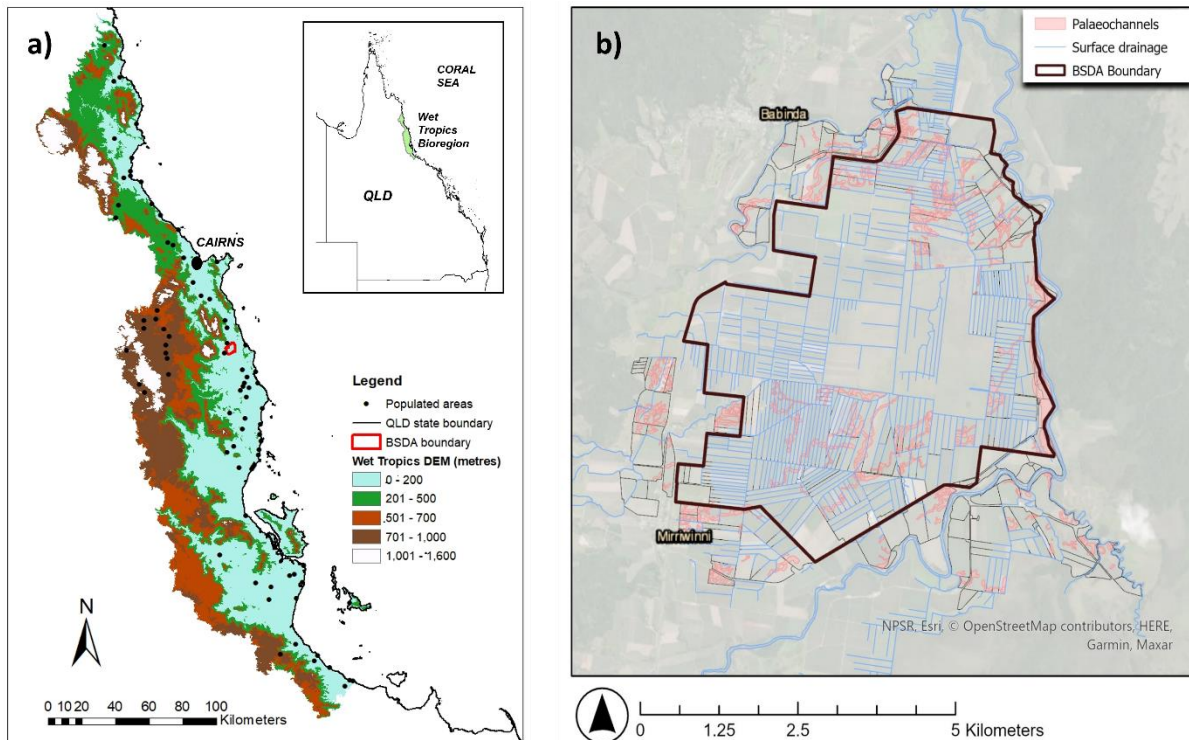 a)
CORAL
SEA
Wet
Tropics
Bioregion
QLD
CAIRNS
Legend
Populated areas
QLD state boundary
BSDA boundary
Wet Tropics DEM (metres)
0 - 200
201 - 500
501 - 700
701 - 1,000
1,001 - 1,600
N
0 10 20 40 60 80 100
Kilometers
b)
Palaeochannels
Surface drainage
BSDA Boundary
Babinda
Mirriwinni
NPSR, Esri, © OpenStreetMap contributors, HERE,
Garmin, Maxar
0 1.25 2.5 5 Kilometers